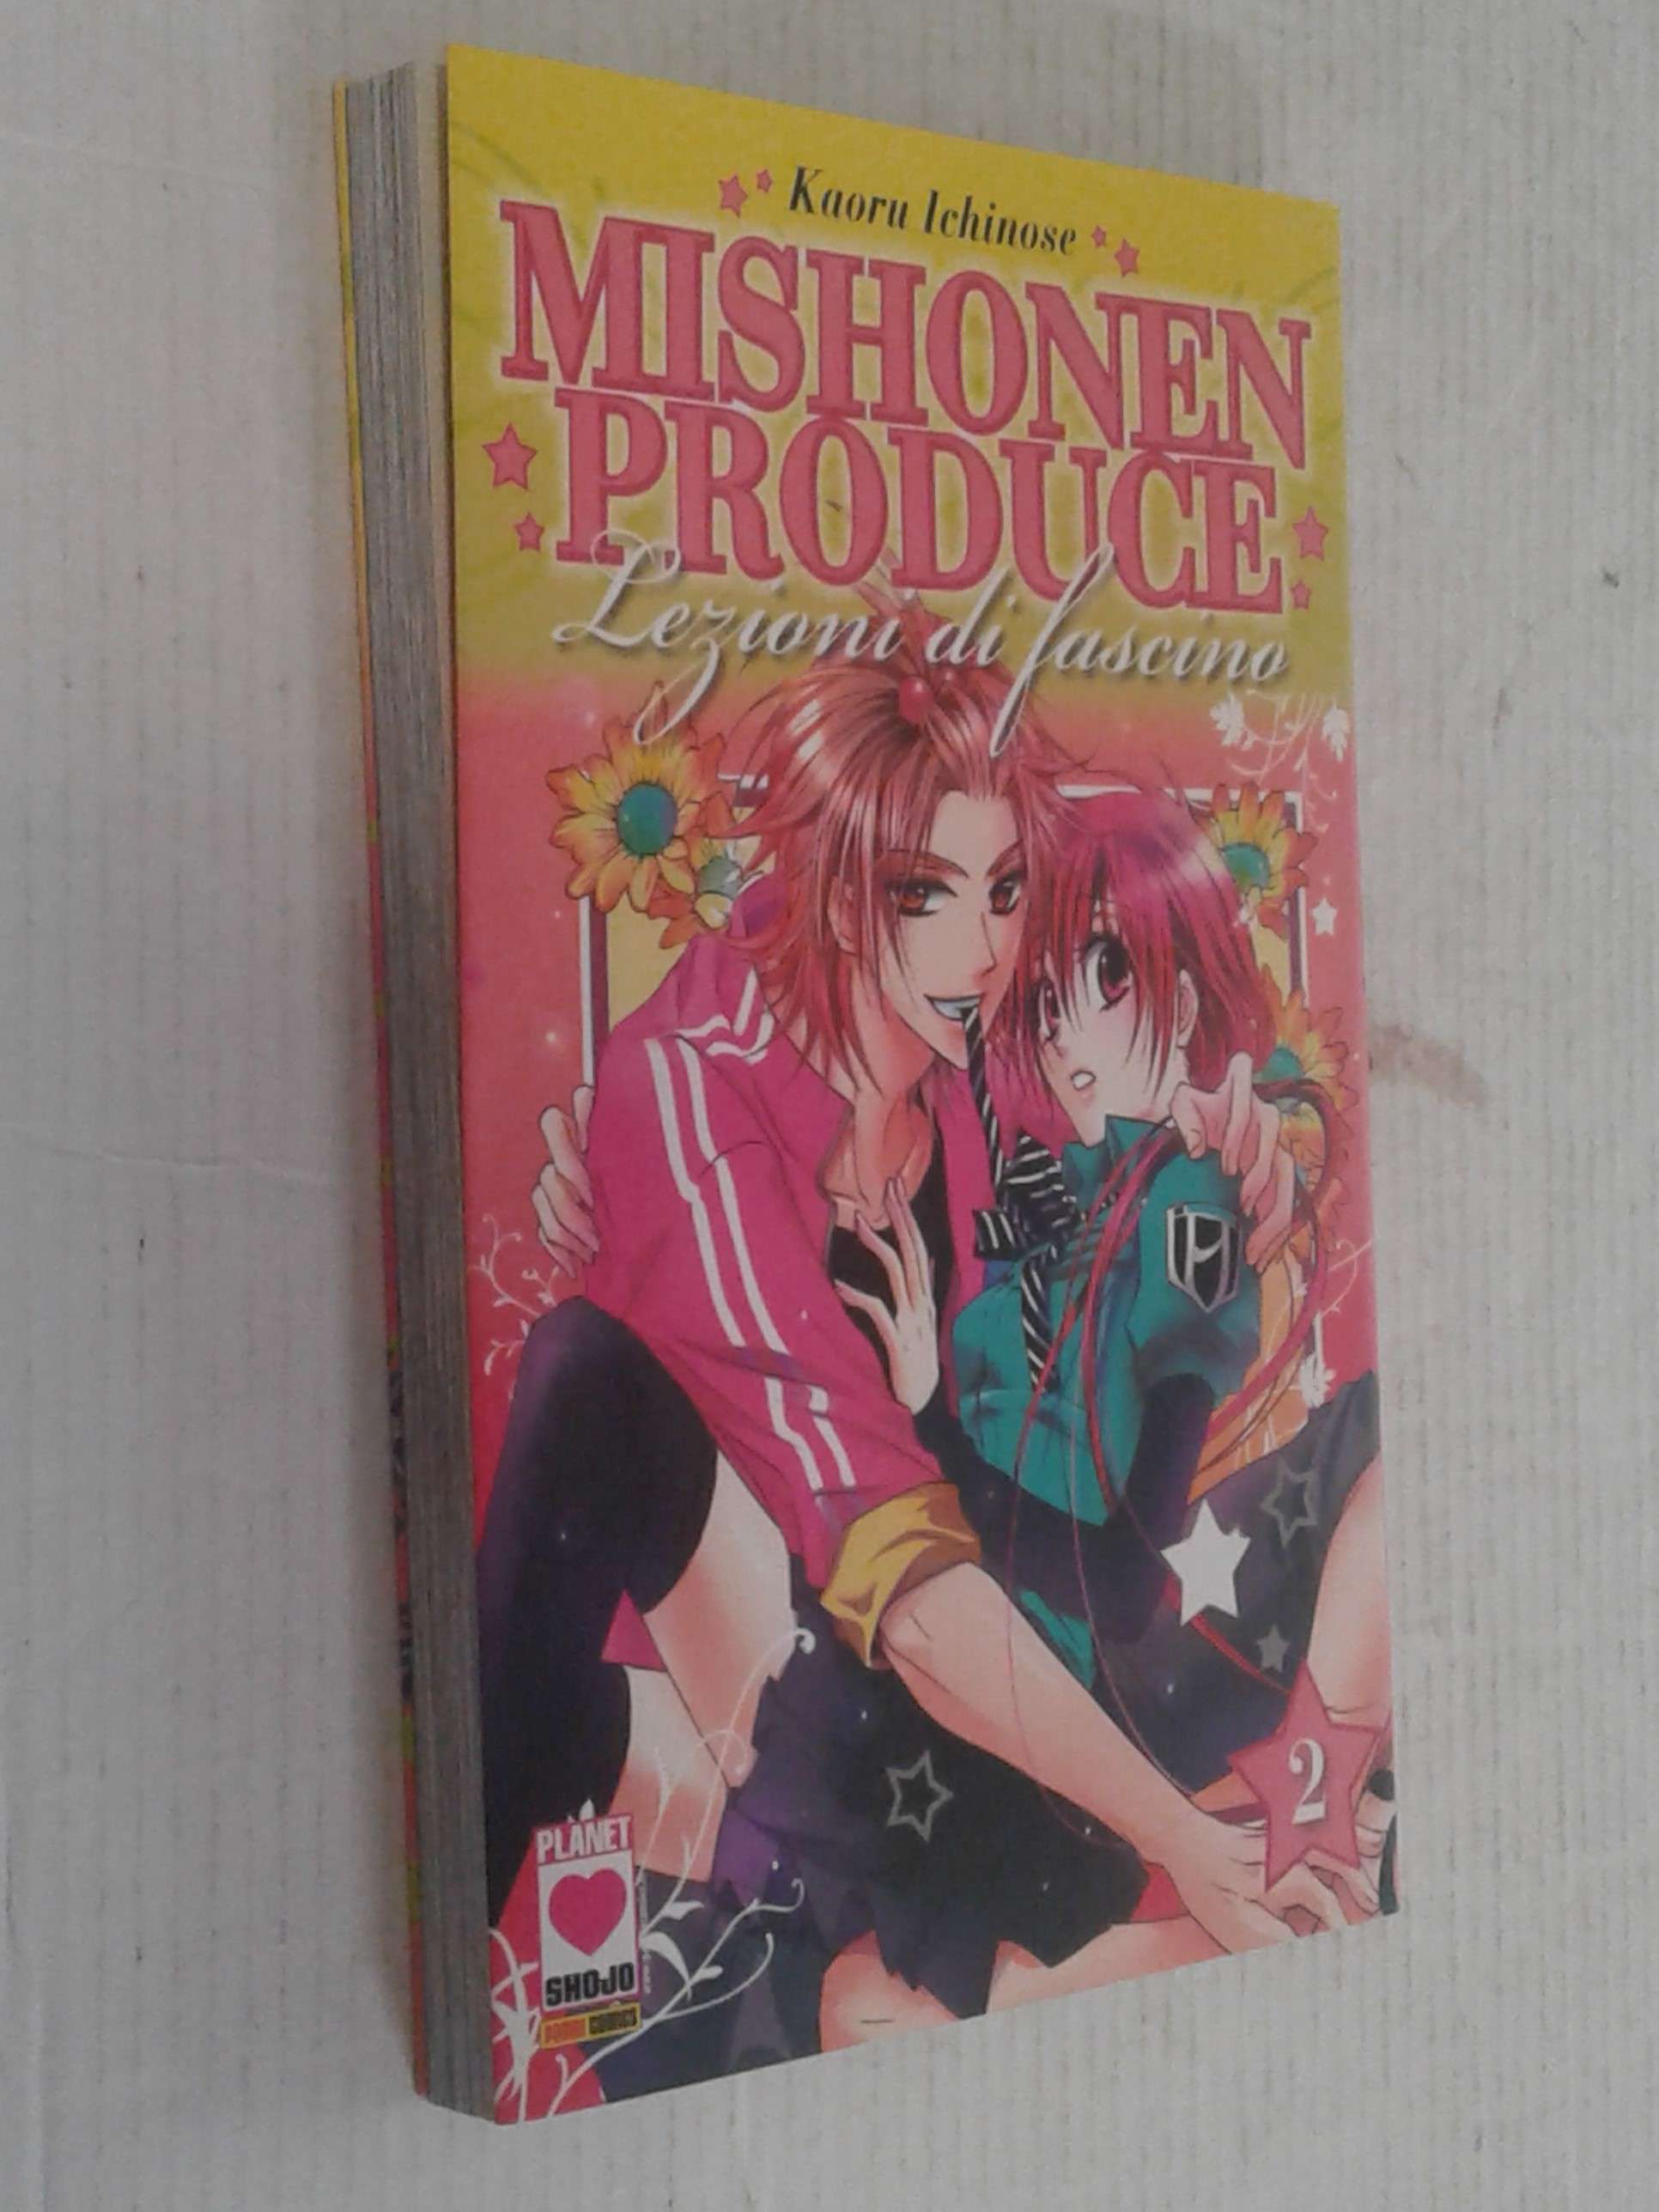 Kaoru Ichinose
MISHONEN
PRODUCE
Lezioni di fascino
2
PLANET
SHOJO
PANINI COMICS